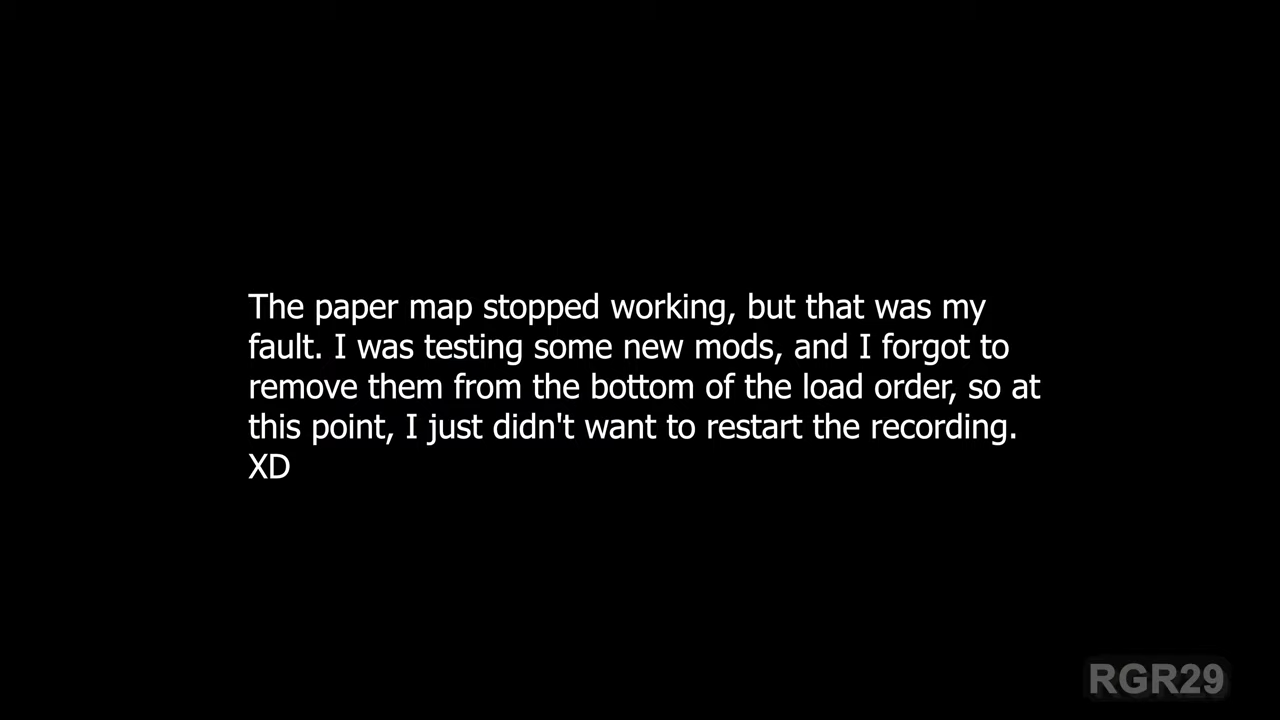 The paper map stopped working, but that was my
fault. I was testing some new mods, and I forgot to
remove them from the bottom of the load order, so at
this point, I just didn't want to restart the recording.
XD
RGR29